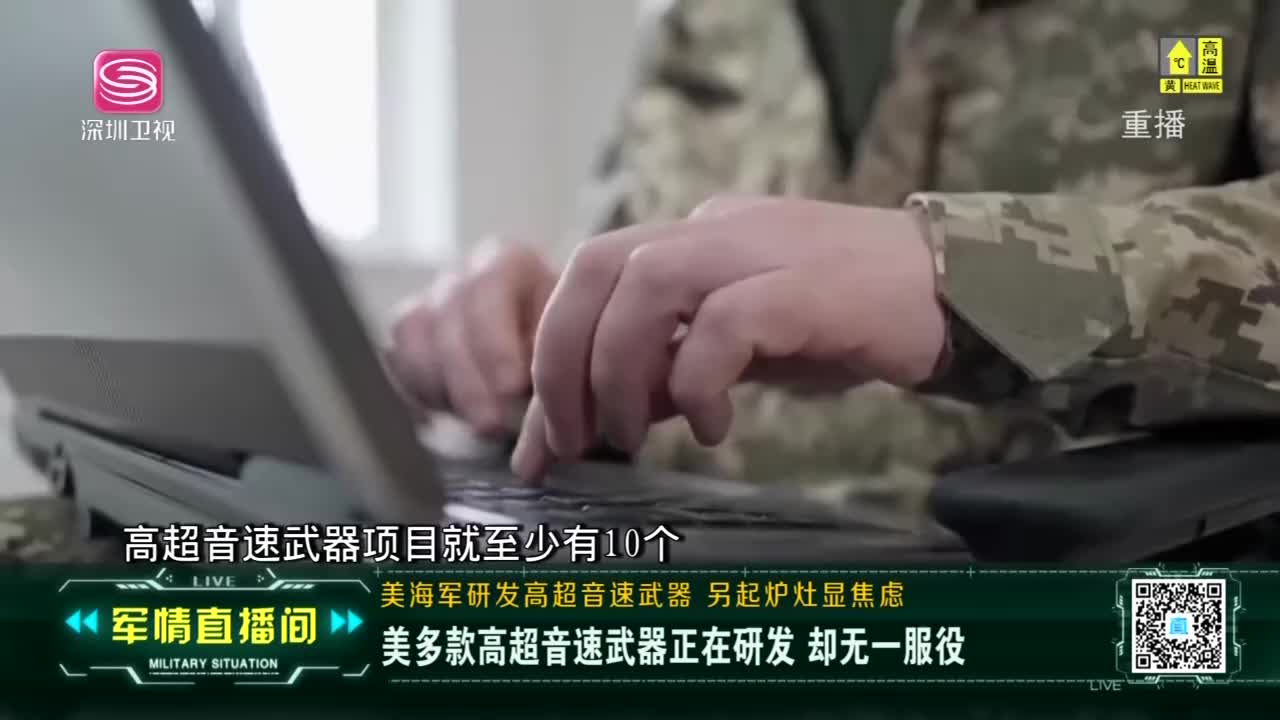 深圳卫视
高温
℃
黄 HEAT WAVE
重播
高超音速武器项目就至少有10个
LIVE
军情直播间
MILITARY SITUATION
美海军研发高超音速武器 另起炉灶显焦虑
美多款高超音速武器正在研发 却无一服役
直
LIVE